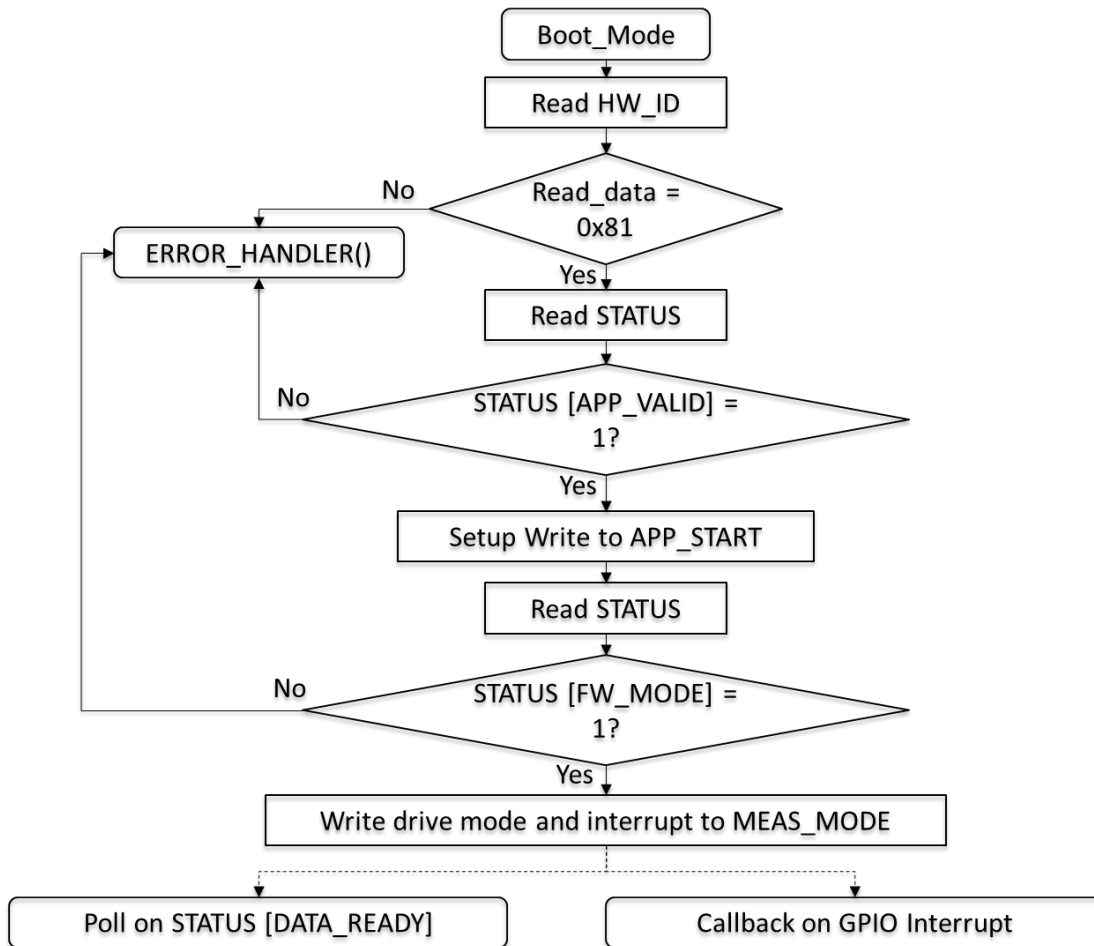 Boot_Mode
Read HW_ID
No
Read_data =
0x81
ERROR_HANDLER()
Yes
Read STATUS
No
STATUS [APP_VALID] =
1?
Yes
Setup Write to APP_START
Read STATUS
No
STATUS [FW_MODE] =
1?
Yes
Write drive mode and interrupt to MEAS_MODE
Poll on STATUS [DATA_READY]
Callback on GPIO Interrupt